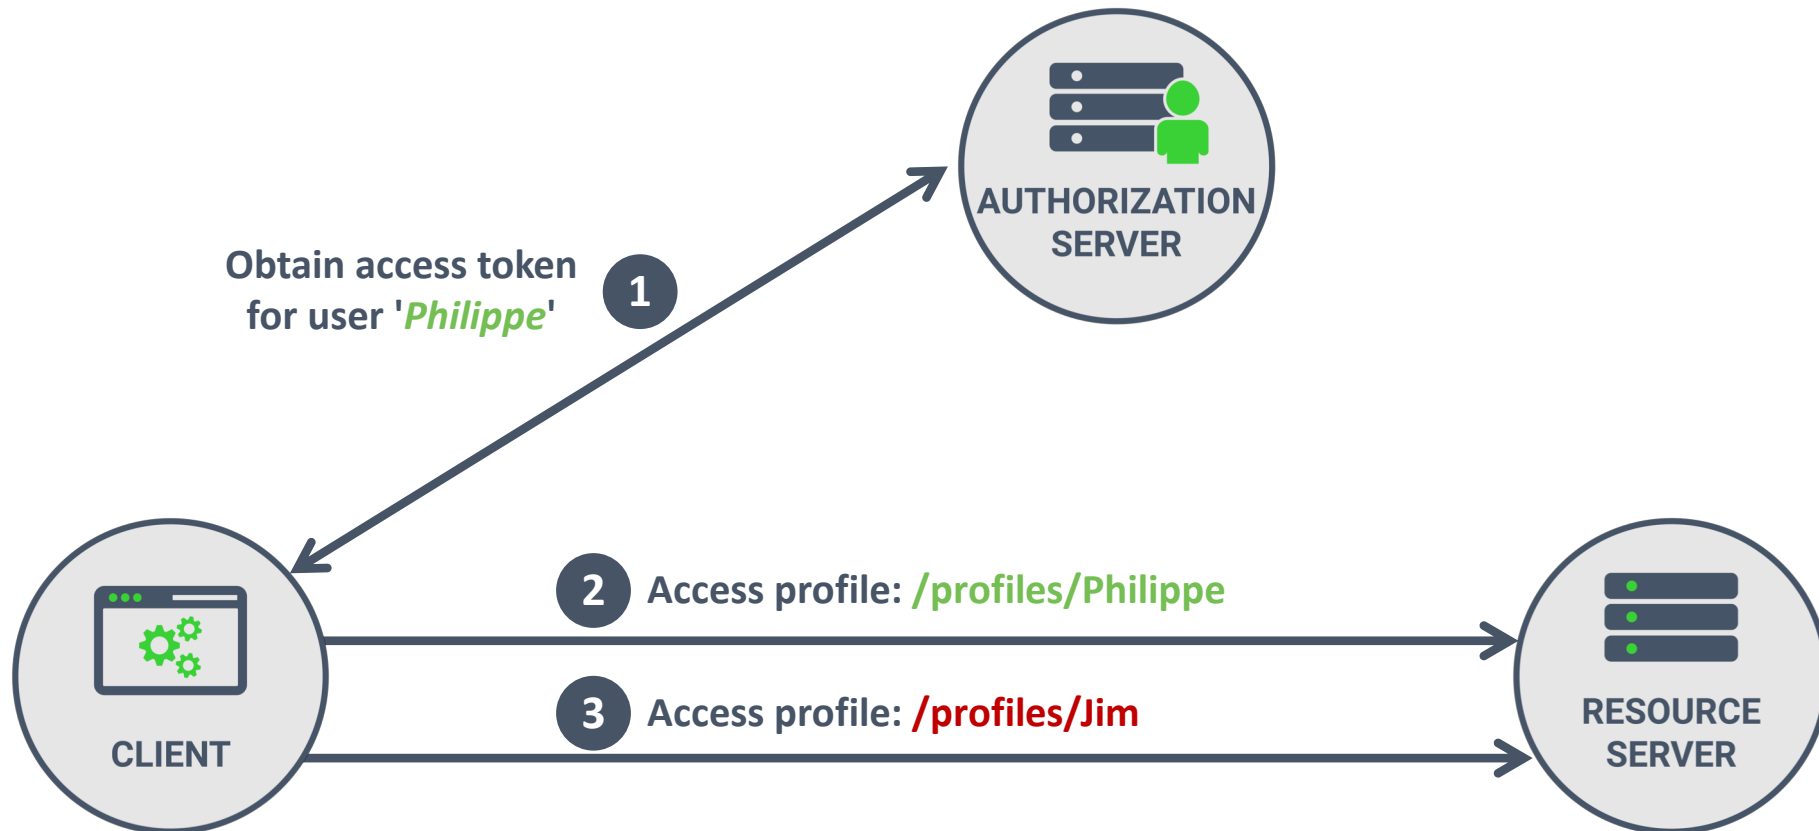 AUTHORIZATION
SERVER
Obtain access token
for user 'Philippe'
1
2 Access profile: /profiles/Philippe
3 Access profile: /profiles/Jim
CLIENT
RESOURCE
SERVER